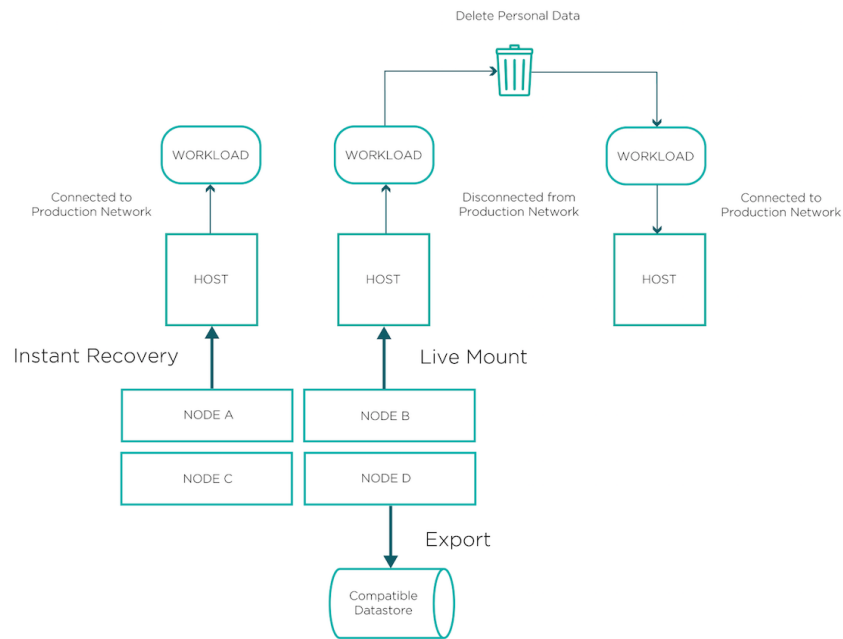 Delete Personal Data
WORKLOAD
WORKLOAD
WORKLOAD
Connected to
Production Network
Disconnected from
Production Network
Connected to
Production Network
HOST
HOST
HOST
Instant Recovery
Live Mount
NODE A
NODE B
NODE C
NODE D
Export
Compatible
Datastore